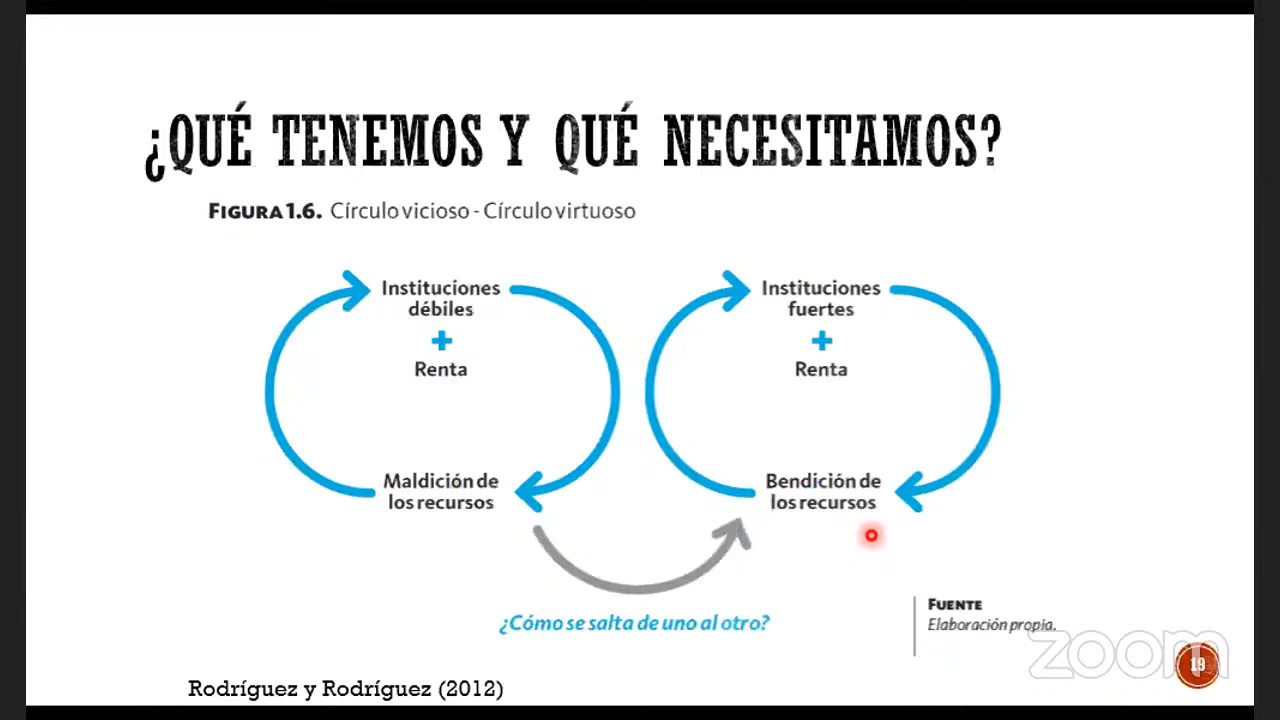 ¿QUÉ TENEMOS Y QUÉ NECESITAMOS?
FIGURA 1.6. Círculo vicioso - Círculo virtuoso
Instituciones
débiles
+
Renta
Maldición de
los recursos
Instituciones
fuertes
+
Renta
Bendición de
los recursos
¿Cómo se salta de uno al otro?
FUENTE
Elaboración propia.
zoom
19
Rodríguez y Rodríguez (2012)